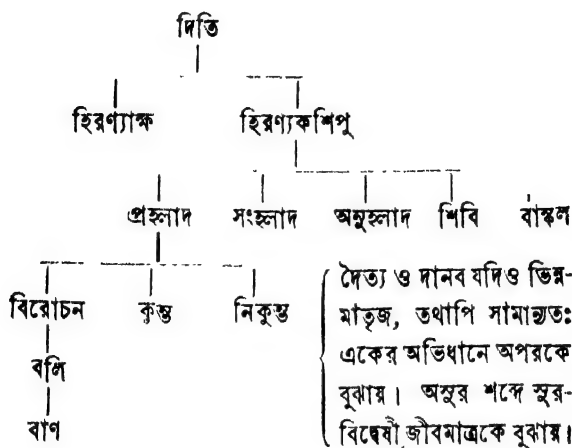 দিতি
হিরণ্যাক্ষ হিরণ্যকশিপু
প্রহ্লাদ সংহ্লাদ অনুহ্লাদ শিবি বাস্কল
বিরোচন কুম্ভ নিকুম্ভ
বলি
বাণ
দৈত্য ও দানব যদিও ভিন্ন-
মাতৃজ, তথাপি সামান্যতঃ
একের অভিধানে অপরকে
বুঝায়। অসুর শব্দে সুর-
বিদ্বেষী জীবমাত্রকে বুঝায়।